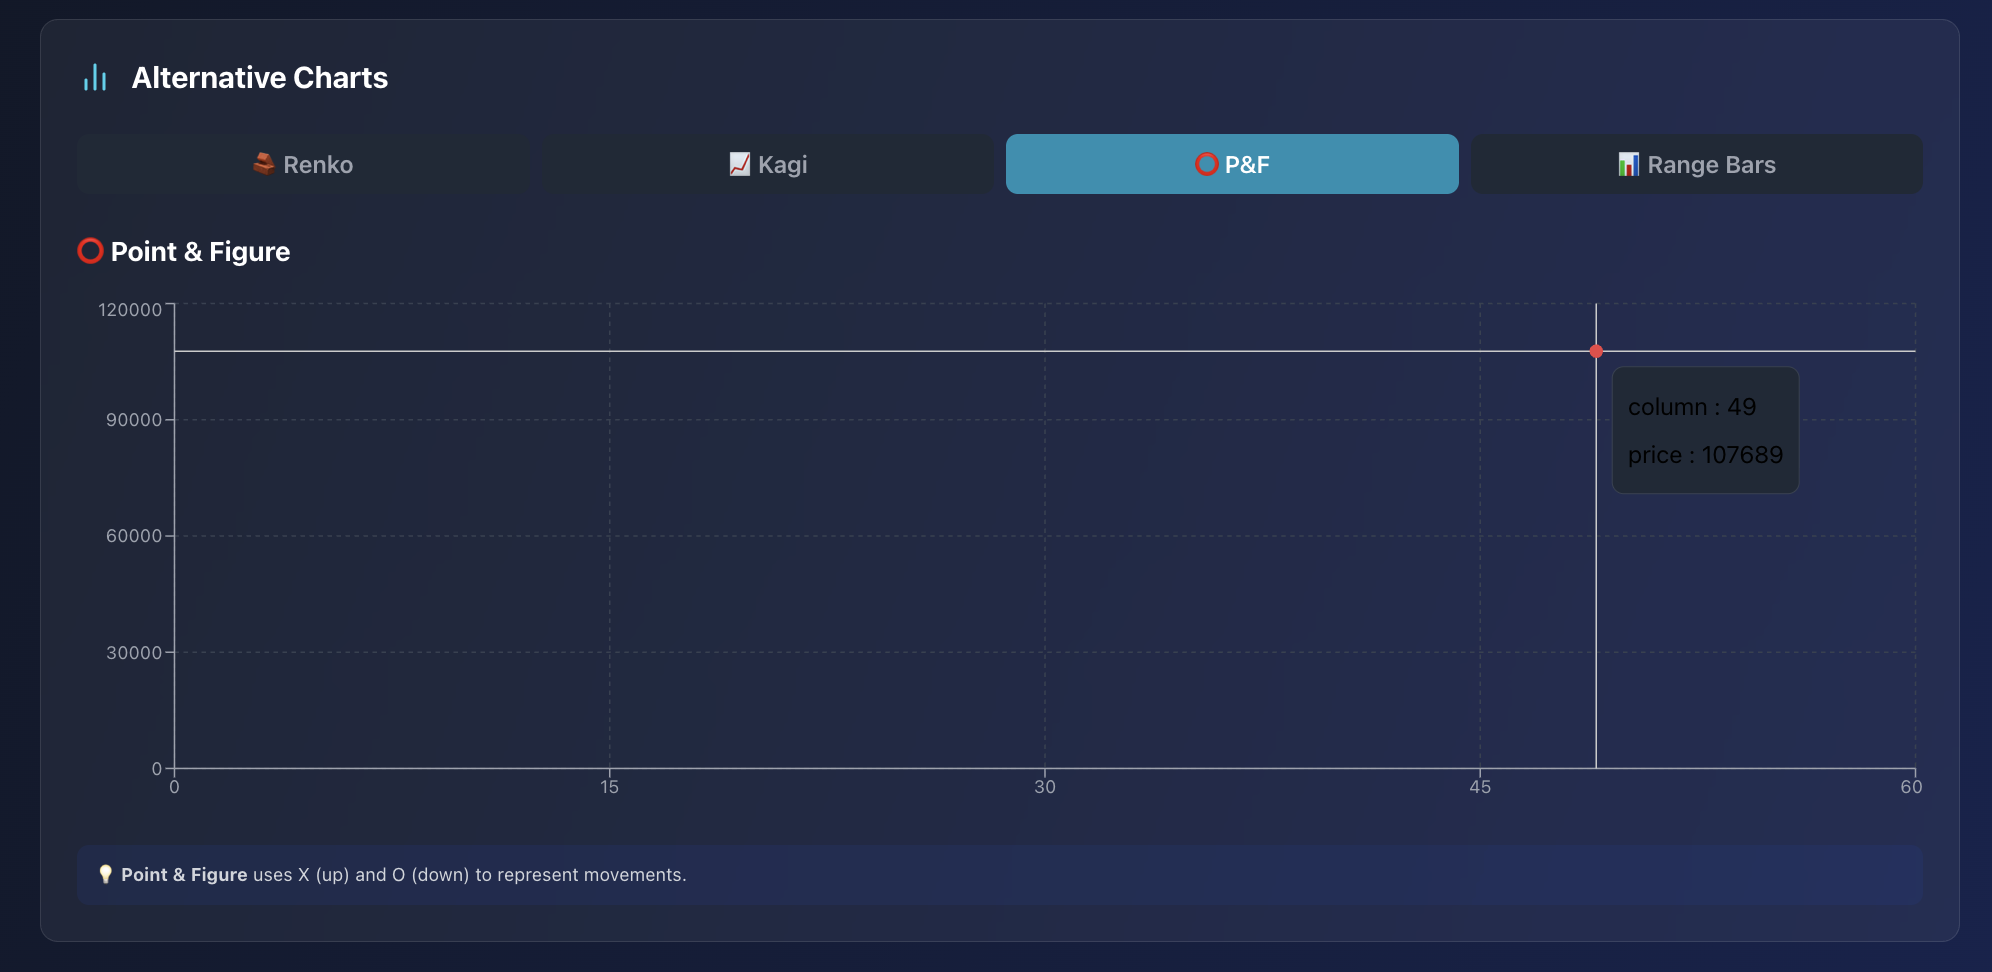 Alternative Charts
Renko
Kagi
P&F
Range Bars
Point & Figure
120000
90000
60000
30000
0
column : 49
price : 107689
0
15
30
45
60
Point & Figure uses X (up) and O (down) to represent movements.